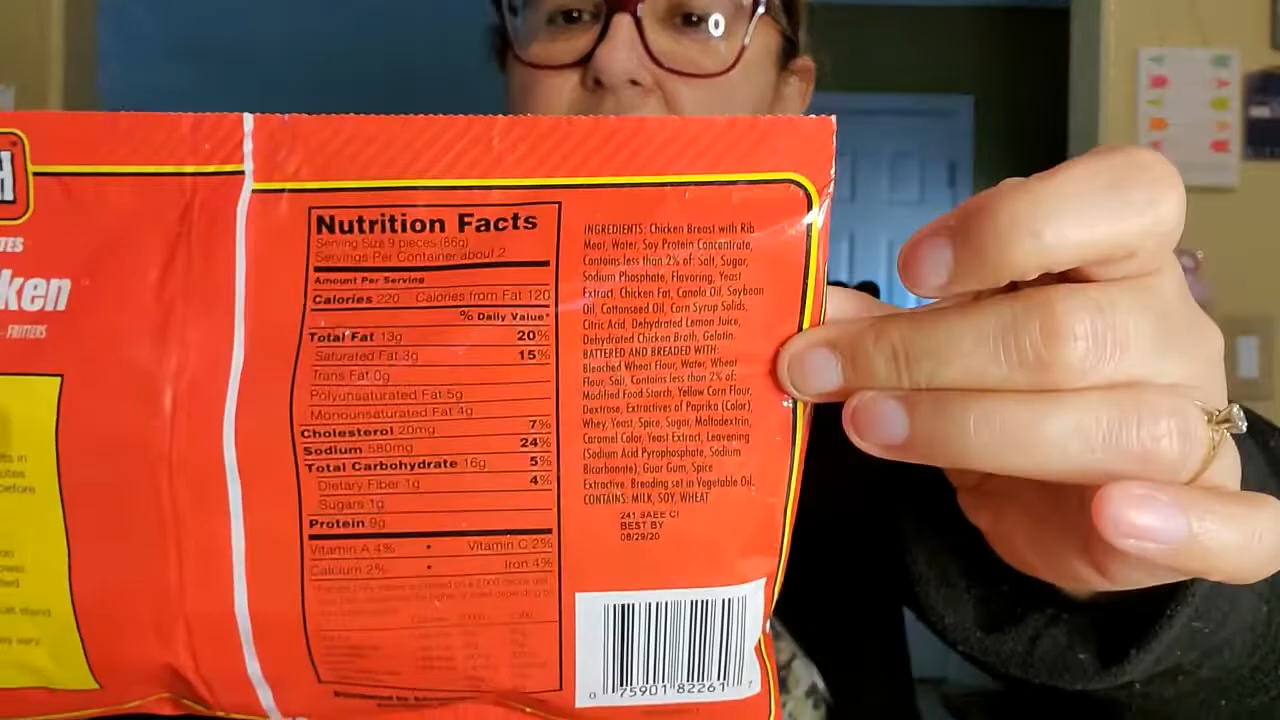 H
TES
ken
FRITTERS
Nutrition Facts
Serving Size 9 pieces (86g)
Servings Per Container about 2
Amount Per Serving
Calories 220 Calories from Fat 120
% Daily Value*
Total Fat 13g 20%
Saturated Fat 3g 15%
Trans Fat 0g
Polyunsaturated Fat 5g
Monounsaturated Fat 4g
Cholesterol 20mg 7%
Sodium 580mg 24%
Total Carbohydrate 16g 5%
Dietary Fiber 1g 4%
Sugars 1g
Protein 9g
Vitamin A 4% • Vitamin C 2%
Calcium 2% • Iron 4%
INGREDIENTS: Chicken Breast with Rib
Meat, Water, Soy Protein Concentrate,
Contains less than 2% of: Salt, Sugar,
Sodium Phosphate, Flavoring, Yeast
Extract, Chicken Fat, Canola Oil, Soybean
Oil, Cottonseed Oil, Corn Syrup Solids,
Citric Acid, Dehydrated Lemon Juice,
Dehydrated Chicken Broth, Gelatin.
BATTERED AND BREADED WITH:
Bleached Wheat Flour, Water, Wheat
Flour, Salt, Contains less than 2% of:
Modified Food Starch, Yellow Corn Flour,
Dextrose, Extractives of Paprika (Color),
Whey, Yeast, Spice, Sugar, Maltodextrin,
Caramel Color, Yeast Extract, Leavening
(Sodium Acid Pyrophosphate, Sodium
Bicarbonate), Guar Gum, Spice
Extractive. Breading set in Vegetable Oil.
CONTAINS: MILK, SOY, WHEAT
241 9AEE CI
BEST BY
08/29/20
0 75901 82261 7
Distributed by: